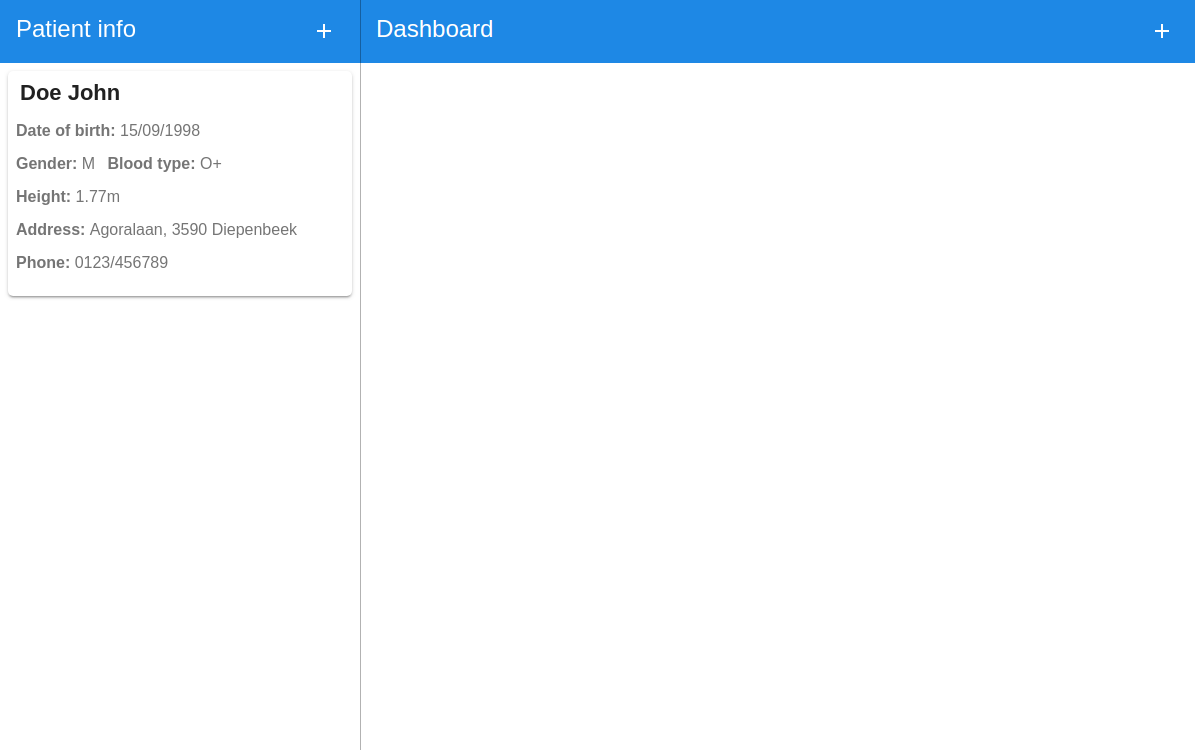 Patient info
Dashboard
Doe John
Date of birth: 15/09/1998
Gender: M Blood type: O+
Height: 1.77m
Address: Agoralaan, 3590 Diepenbeek
Phone: 0123/456789